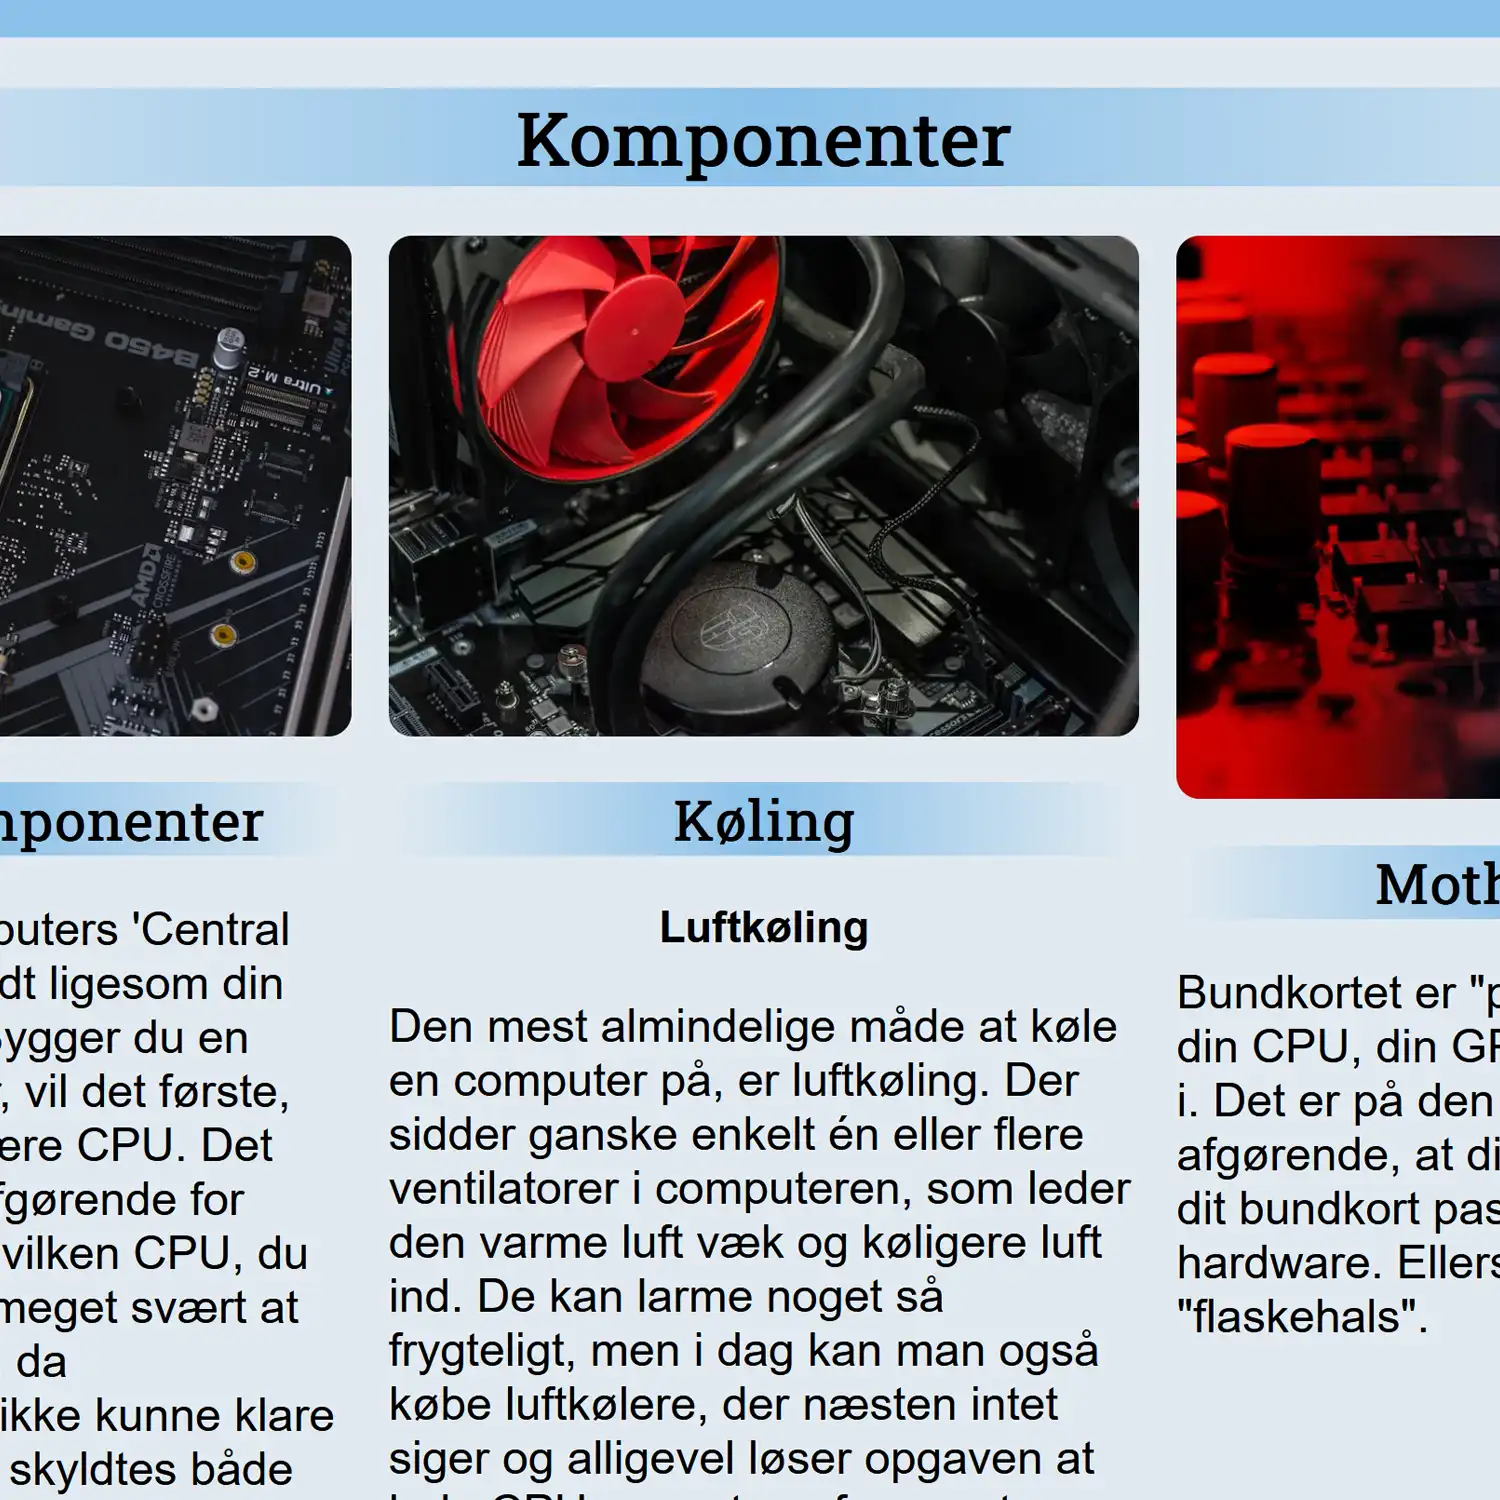 Komponenter
B450 Gaming
Ultra M.2
Ultra M.2
AMD
CROSSFIRE
mponenter
outers 'Central
dt ligesom din
Bygger du en
, vil det første,
ere CPU. Det
fgørende for
vilken CPU, du
meget svært at
da
ikke kunne klare
skyldtes både
Køling
Luftkøling
Den mest almindelige måde at køle
en computer på, er luftkøling. Der
sidder ganske enkelt én eller flere
ventilatorer i computeren, som leder
den varme luft væk og køligere luft
ind. De kan larme noget så
frygteligt, men i dag kan man også
købe luftkølere, der næsten intet
siger og alligevel løser opgaven at
Moth
Bundkortet er "p
din CPU, din GP
i. Det er på den
afgørende, at di
dit bundkort pas
hardware. Ellers
"flaskehals".